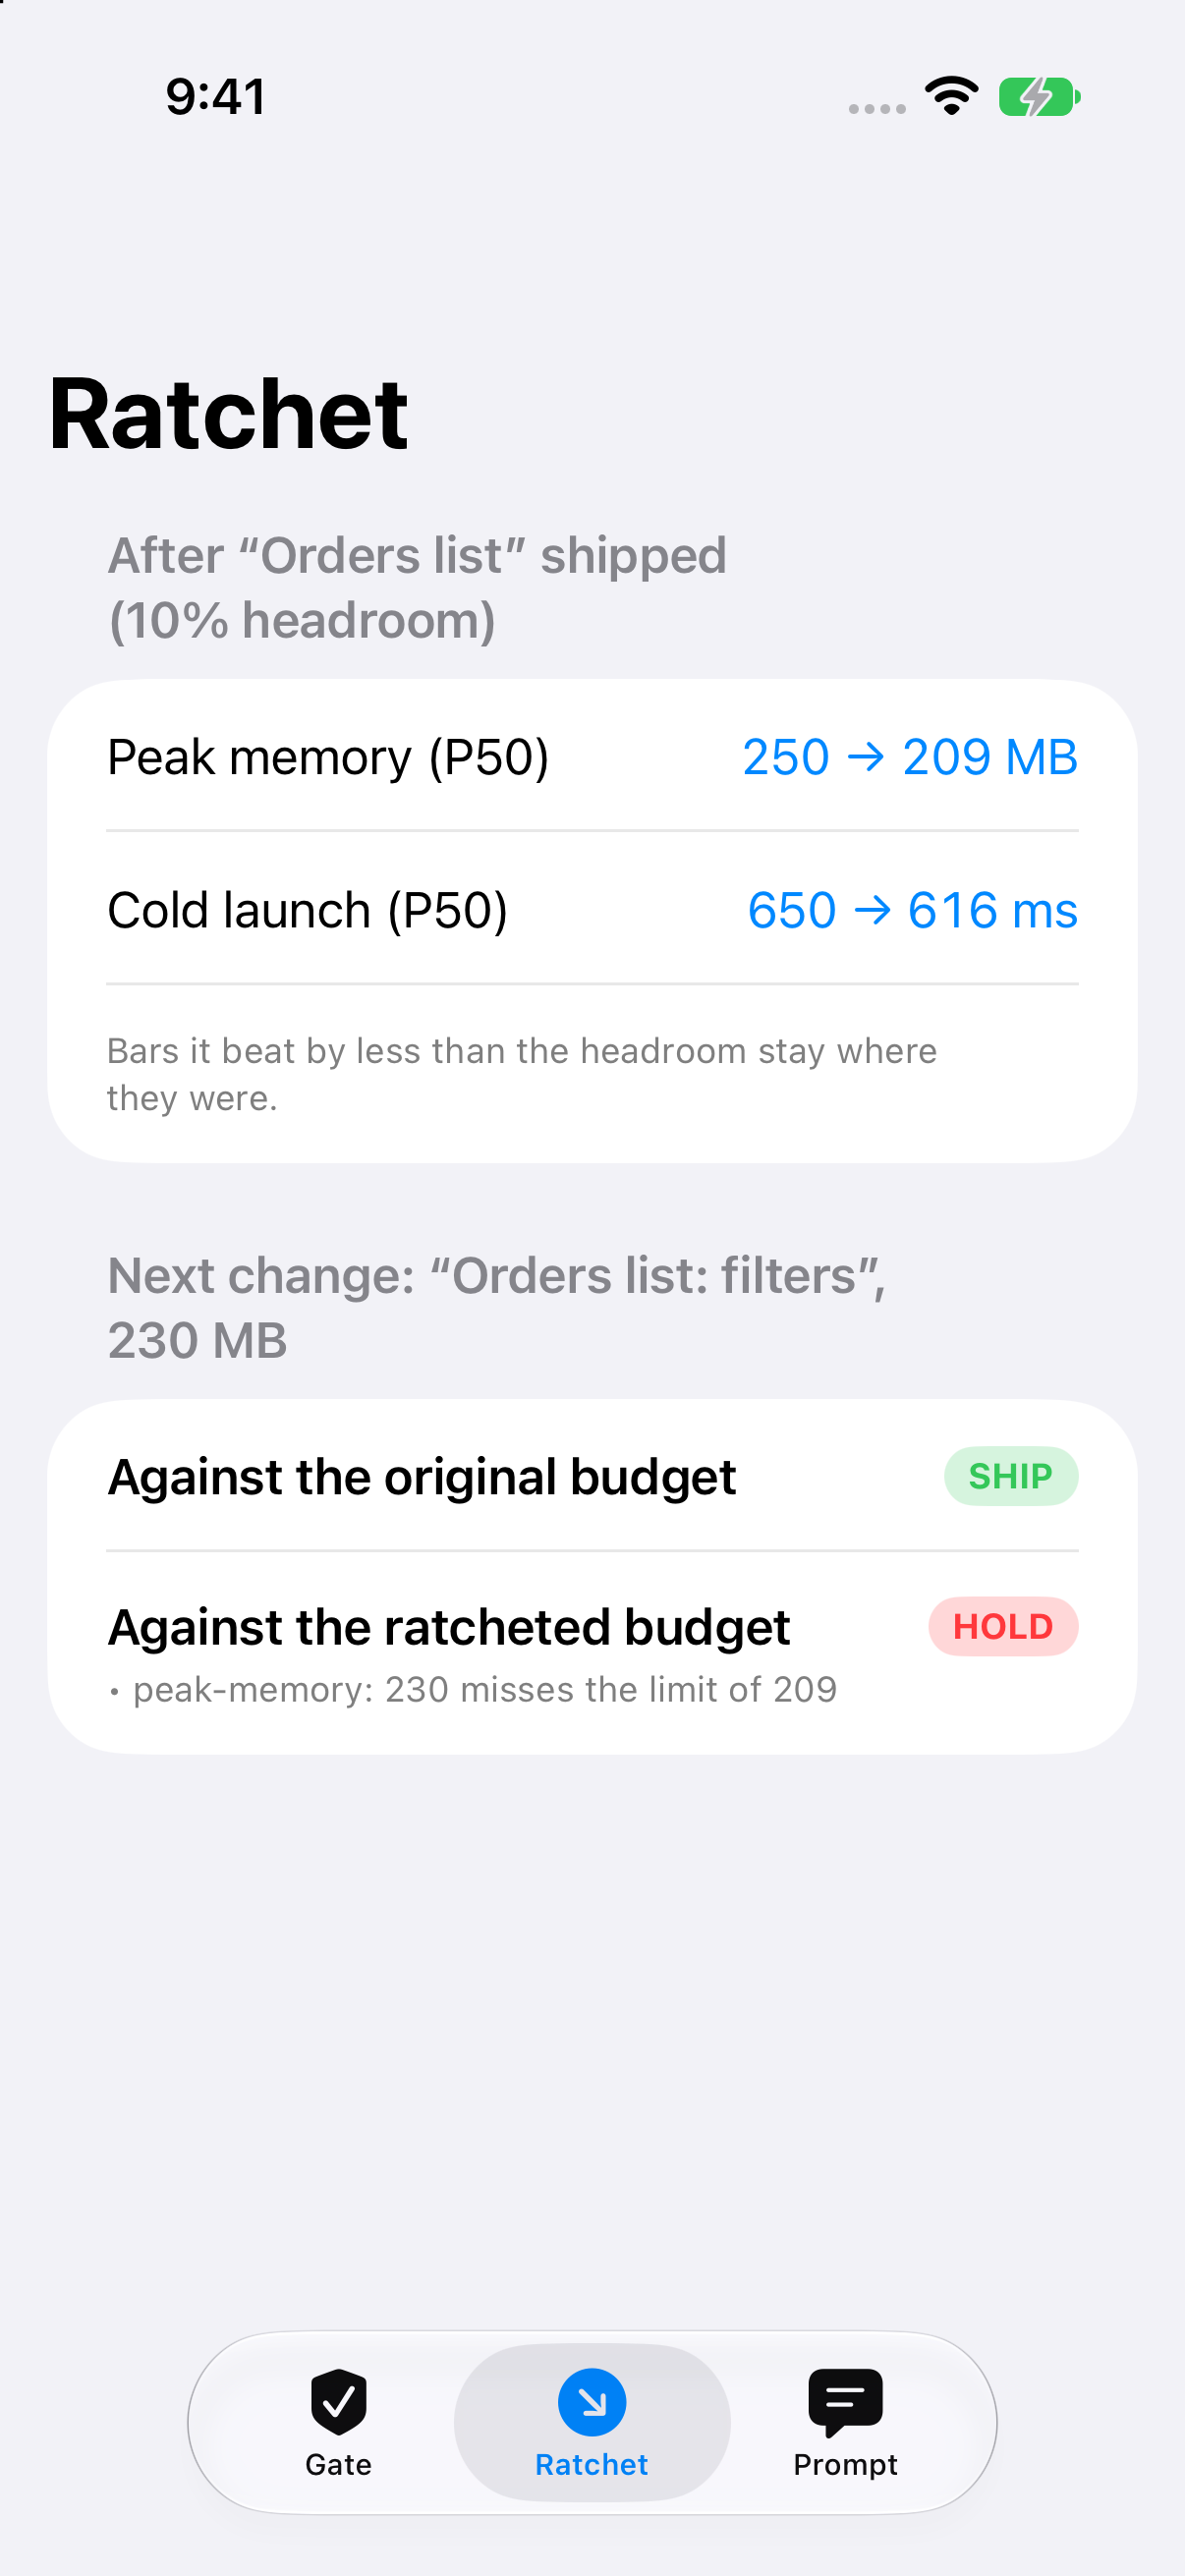 9:41
Ratchet
After “Orders list” shipped
(10% headroom)
Peak memory (P50) 250 → 209 MB
Cold launch (P50) 650 → 616 ms
Bars it beat by less than the headroom stay where
they were.
Next change: “Orders list: filters”,
230 MB
Against the original budget SHIP
Against the ratcheted budget HOLD
• peak-memory: 230 misses the limit of 209
Gate Ratchet Prompt